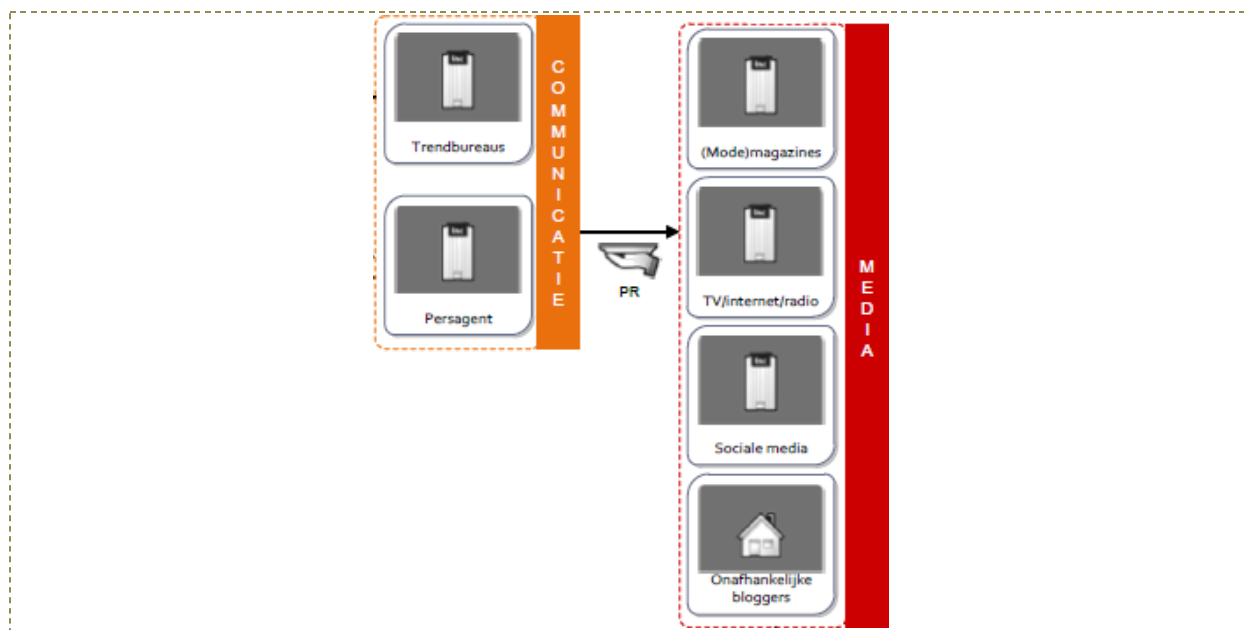 Trendbureaus
Persagent
COMMUNICATIE
PR
(Mode)magazines
TV/internet/radio
Sociale media
Onafhankelijke
bloggers
MEDIA